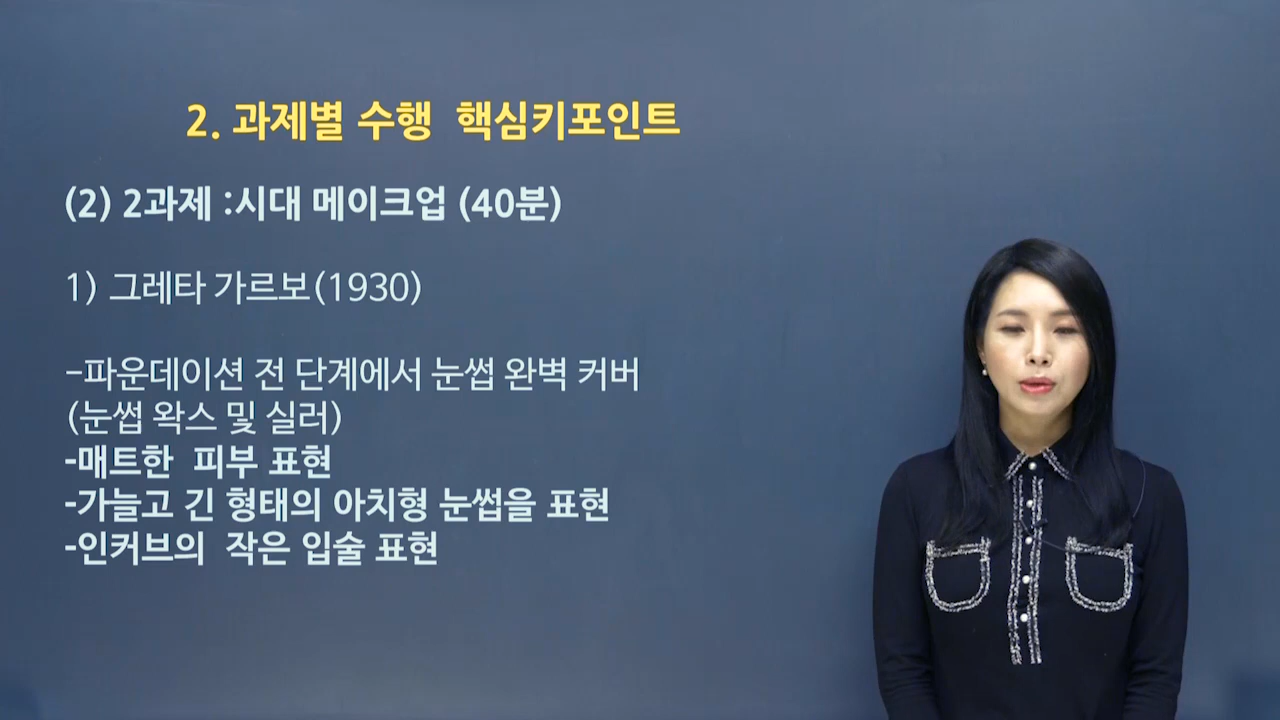 2. 과제별 수행 핵심키포인트
(2) 2과제 :시대 메이크업 (40분)
1) 그레타 가르보(1930)
-파운데이션 전 단계에서 눈썹 완벽 커버
(눈썹 왁스 및 실러)
-매트한 피부 표현
-가늘고 긴 형태의 아치형 눈썹을 표현
-인커브의 작은 입술 표현